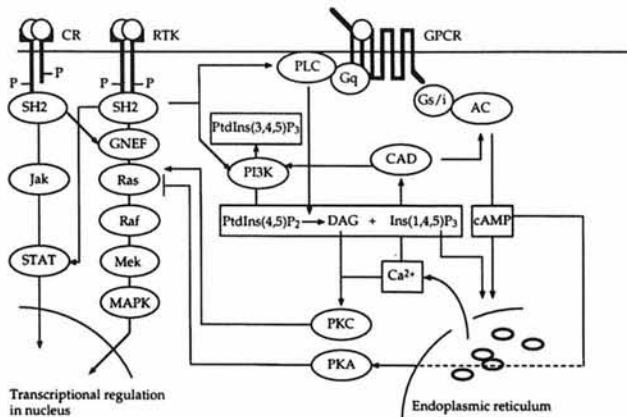 CR
RTK
GPCR
P
P
P
P
PLC
Gq
SH2
SH2
Gs/i
AC
PtdIns(3,4,5)P3
GNEF
CAD
Jak
Ras
PI3K
Raf
PtdIns(4,5)P2 → DAG + Ins(1,4,5)P3
cAMP
STAT
Mek
Ca2+
MAPK
PKC
PKA
Transcriptional regulation
in nucleus
Endoplasmic reticulum